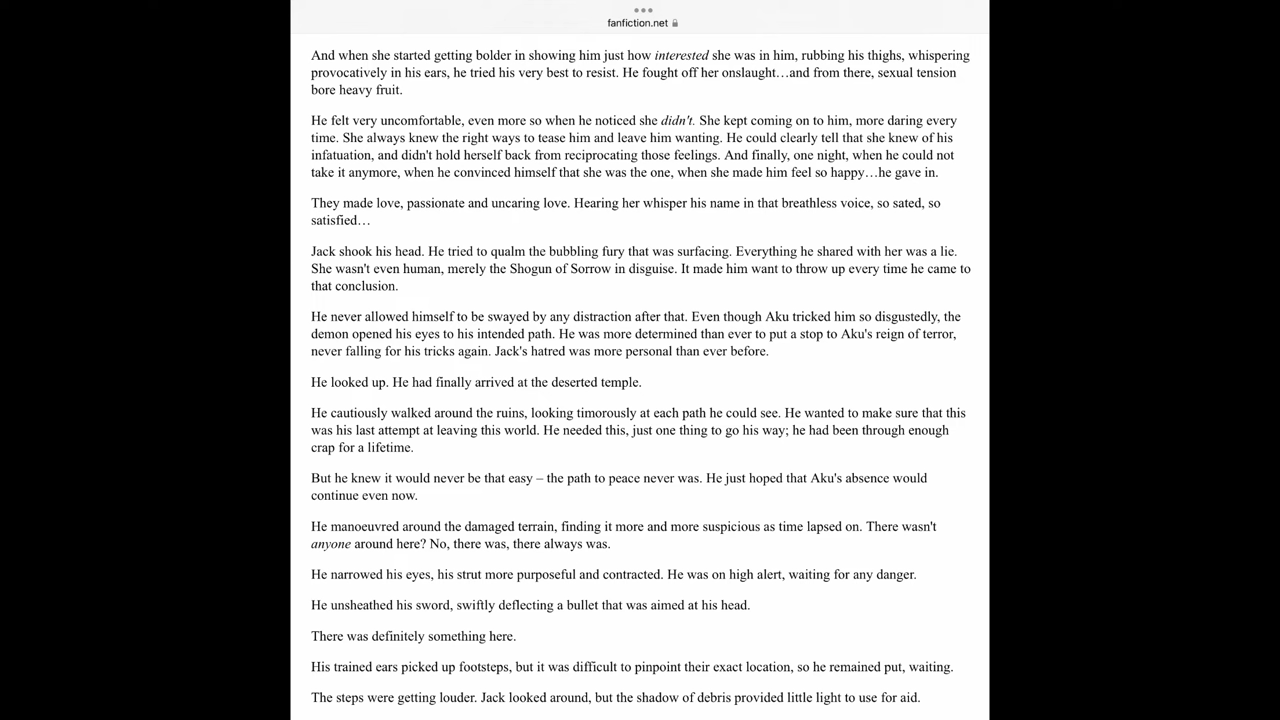 fanfiction.net
And when she started getting bolder in showing him just how interested she was in him, rubbing his thighs, whispering
provocatively in his ears, he tried his very best to resist. He fought off her onslaught…and from there, sexual tension
bore heavy fruit.
He felt very uncomfortable, even more so when he noticed she didn't. She kept coming on to him, more daring every
time. She always knew the right ways to tease him and leave him wanting. He could clearly tell that she knew of his
infatuation, and didn't hold herself back from reciprocating those feelings. And finally, one night, when he could not
take it anymore, when he convinced himself that she was the one, when she made him feel so happy…he gave in.
They made love, passionate and uncaring love. Hearing her whisper his name in that breathless voice, so sated, so
satisfied…
Jack shook his head. He tried to qualm the bubbling fury that was surfacing. Everything he shared with her was a lie.
She wasn't even human, merely the Shogun of Sorrow in disguise. It made him want to throw up every time he came to
that conclusion.
He never allowed himself to be swayed by any distraction after that. Even though Aku tricked him so disgustedly, the
demon opened his eyes to his intended path. He was more determined than ever to put a stop to Aku's reign of terror,
never falling for his tricks again. Jack's hatred was more personal than ever before.
He looked up. He had finally arrived at the deserted temple.
He cautiously walked around the ruins, looking timorously at each path he could see. He wanted to make sure that this
was his last attempt at leaving this world. He needed this, just one thing to go his way; he had been through enough
crap for a lifetime.
But he knew it would never be that easy – the path to peace never was. He just hoped that Aku's absence would
continue even now.
He manoeuvred around the damaged terrain, finding it more and more suspicious as time lapsed on. There wasn't
anyone around here? No, there was, there always was.
He narrowed his eyes, his strut more purposeful and contracted. He was on high alert, waiting for any danger.
He unsheathed his sword, swiftly deflecting a bullet that was aimed at his head.
There was definitely something here.
His trained ears picked up footsteps, but it was difficult to pinpoint their exact location, so he remained put, waiting.
The steps were getting louder. Jack looked around, but the shadow of debris provided little light to use for aid.